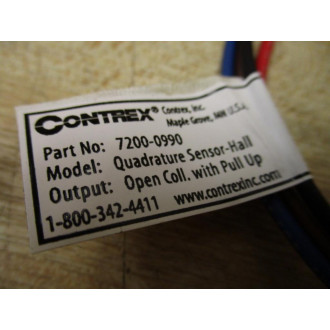 CONTREX® Contrex, Inc.
Maple Grove, MN U.S.A.
Part No: 7200-0990
Model: Quadrature Sensor-Hall
Output: Open Coll. with Pull Up
1-800-342-4411 www.contrexinc.com